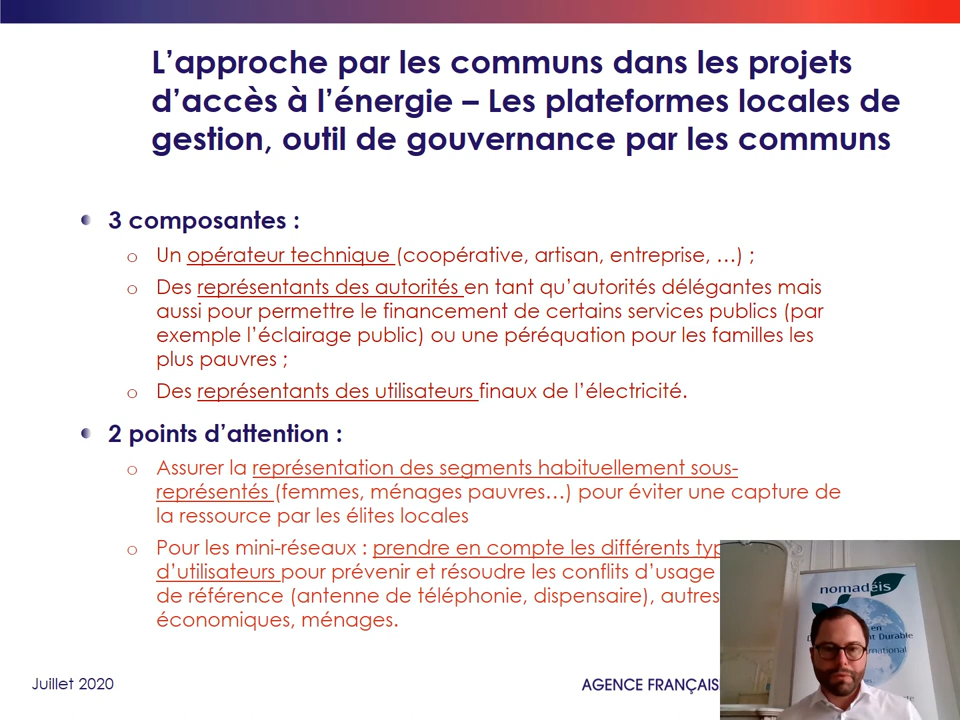 L’approche par les communs dans les projets
d’accès à l’énergie – Les plateformes locales de
gestion, outil de gouvernance par les communs
3 composantes :
Un opérateur technique (coopérative, artisan, entreprise, …) ;
Des représentants des autorités en tant qu’autorités délégantes mais
aussi pour permettre le financement de certains services publics (par
exemple l’éclairage public) ou une péréquation pour les familles les
plus pauvres ;
Des représentants des utilisateurs finaux de l’électricité.
2 points d’attention :
Assurer la représentation des segments habituellement sous-
représentés (femmes, ménages pauvres…) pour éviter une capture de
la ressource par les élites locales
Pour les mini-réseaux : prendre en compte les différents typ
d’utilisateurs pour prévenir et résoudre les conflits d’usage
de référence (antenne de téléphonie, dispensaire), autres
économiques, ménages.
nomadéis
en
t Durable
Juillet 2020
AGENCE FRANÇAIS